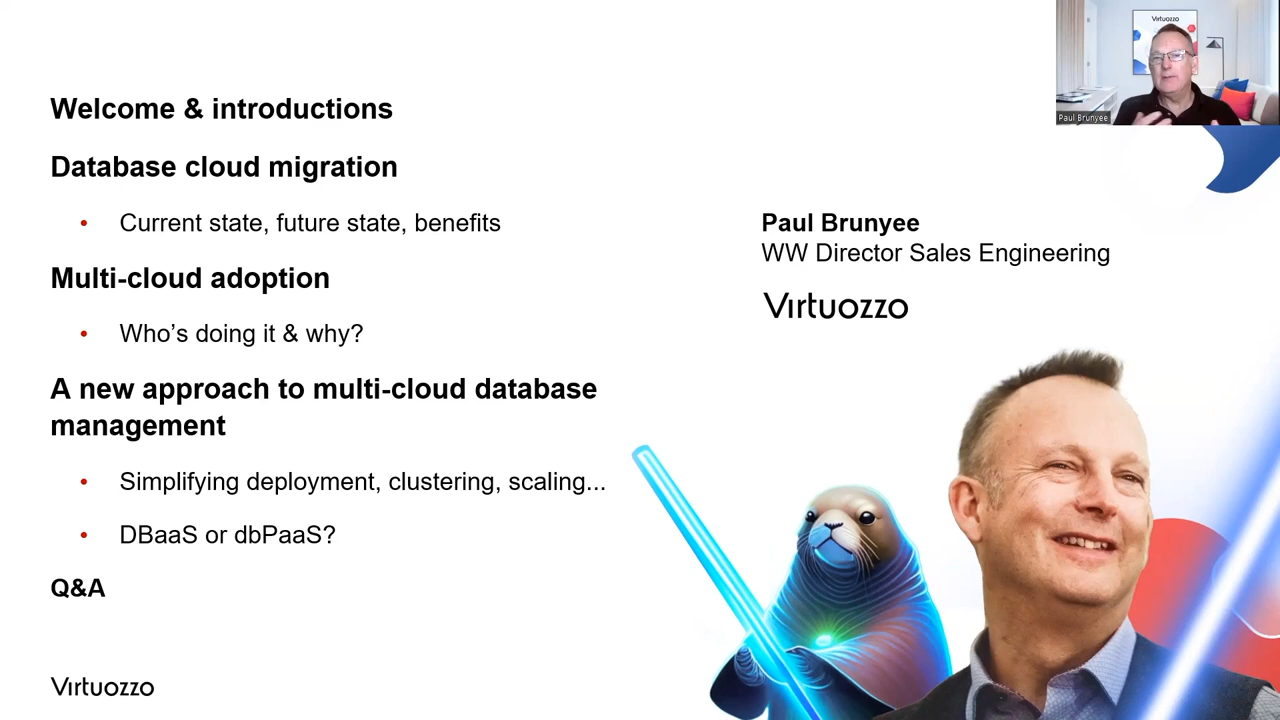 Welcome & introductions
Database cloud migration
• Current state, future state, benefits
Multi-cloud adoption
• Who’s doing it & why?
A new approach to multi-cloud database
management
• Simplifying deployment, clustering, scaling...
• DBaaS or dbPaaS?
Q&A
Virtuozzo
Paul Brunyee
WW Director Sales Engineering
Virtuozzo
Virtuozzo
Paul Brunyee